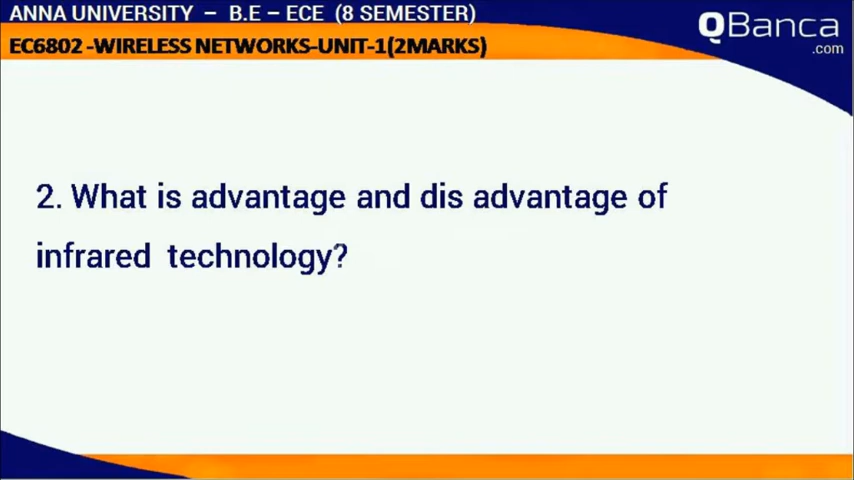 ANNA UNIVERSITY – B.E – ECE (8 SEMESTER)
EC6802 -WIRELESS NETWORKS-UNIT-1(2MARKS)
QBanca
.com
2. What is advantage and dis advantage of
infrared technology?